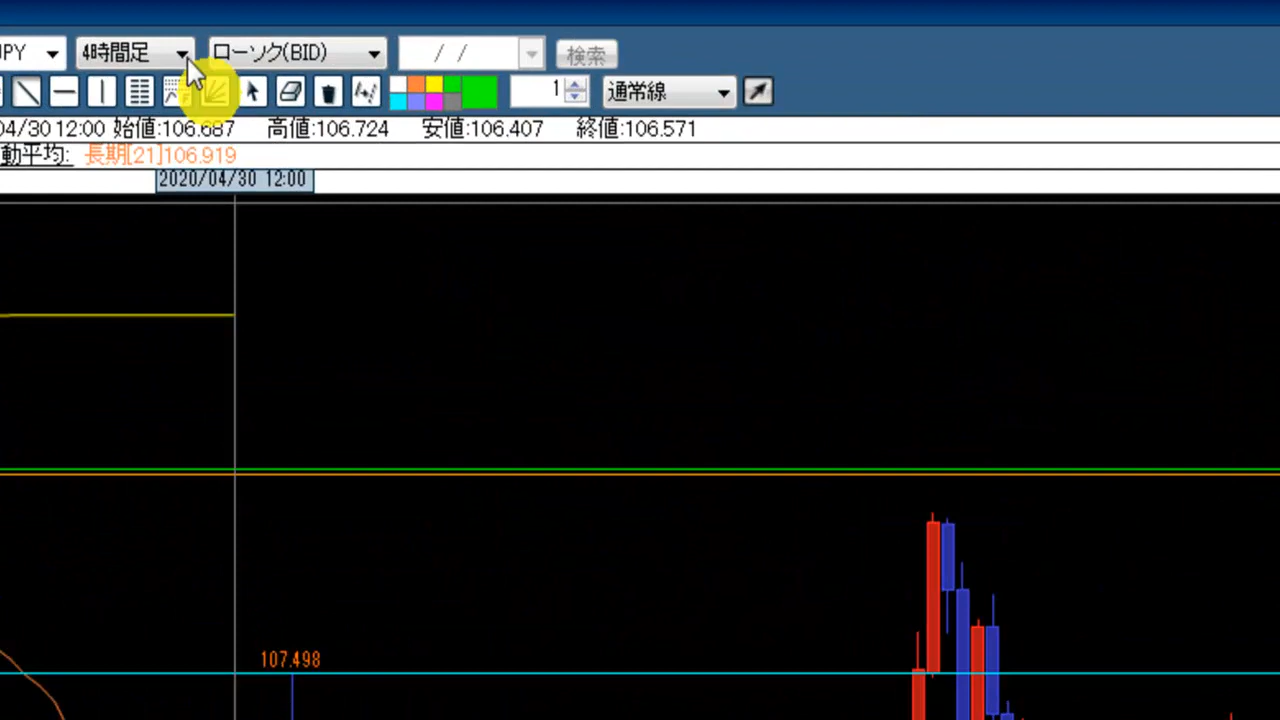 JPY 4時間足 ローソク(BID) / / 検索
1 通常線
04/30 12:00 始値:106.687 高値:106.724 安値:106.407 終値:106.571
動平均: 長期[21]106.919
2020/04/30 12:00
107.498